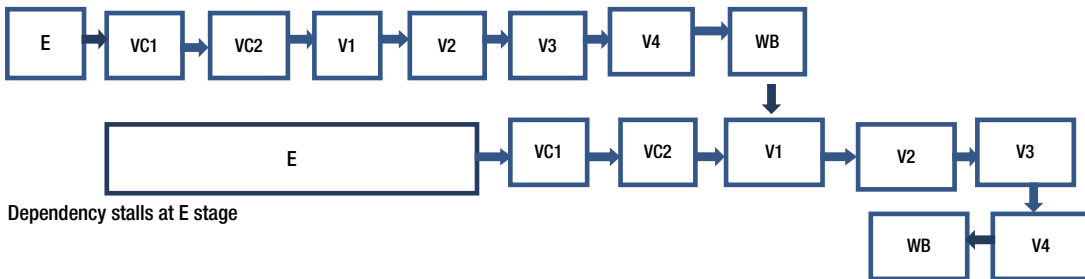 E VC1 VC2 V1 V2 V3 V4 WB
E VC1 VC2 V1 V2 V3
Dependency stalls at E stage
WB V4